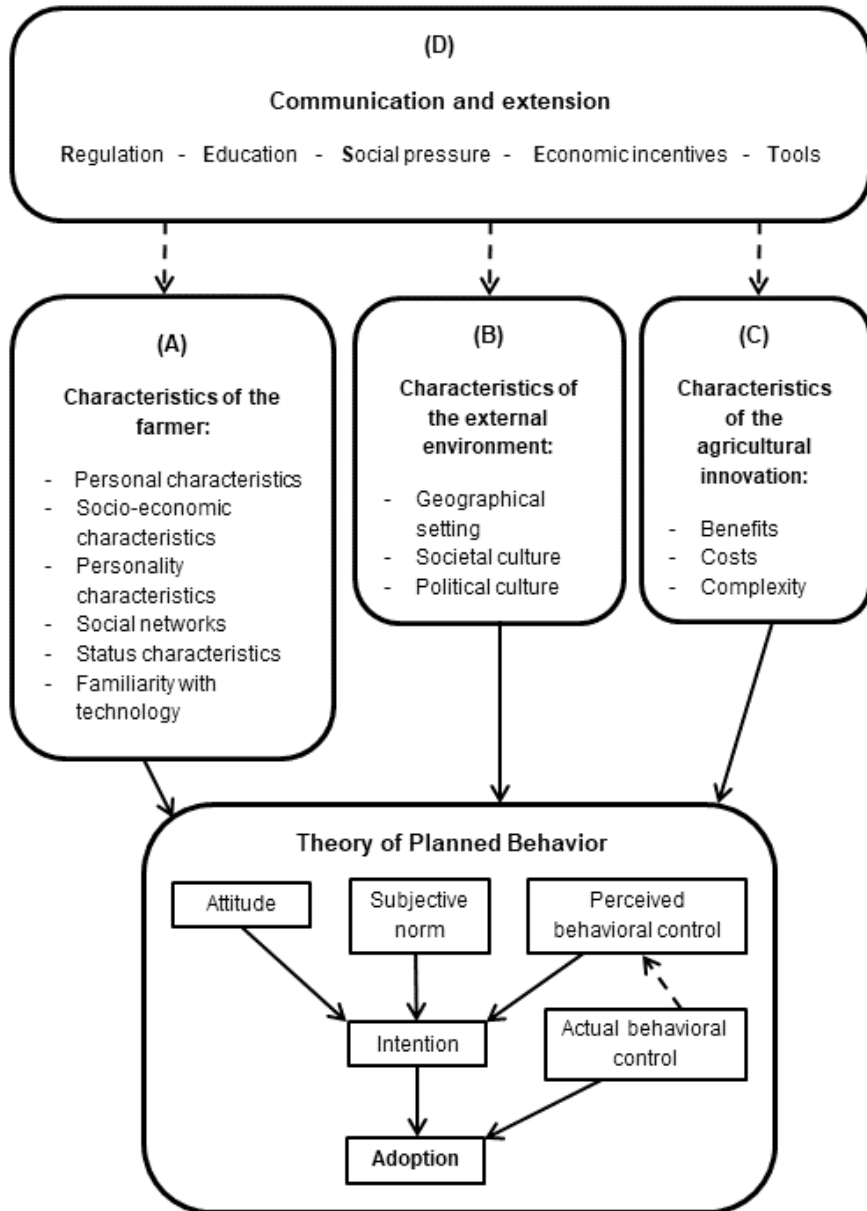 (D)
Communication and extension
Regulation - Education - Social pressure - Economic incentives - Tools
(A)
Characteristics of the
farmer:
- Personal characteristics
- Socio-economic
characteristics
- Personality
characteristics
- Social networks
- Status characteristics
- Familiarity with
technology
(B)
Characteristics of
the external
environment:
- Geographical
setting
- Societal culture
- Political culture
(C)
Characteristics
of the
agricultural
innovation:
- Benefits
- Costs
- Complexity
Theory of Planned Behavior
Attitude
Subjective
norm
Perceived
behavioral control
Intention
Actual behavioral
control
Adoption